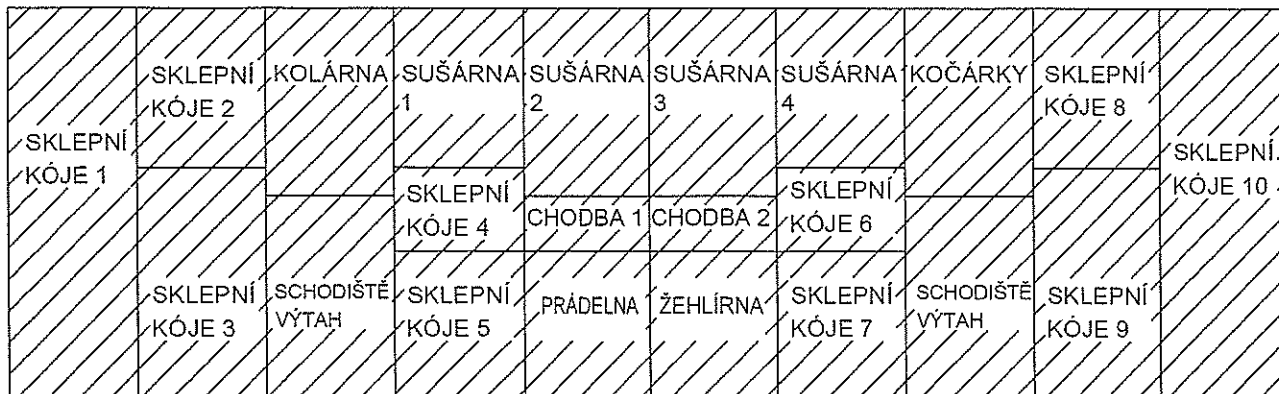 SKLEPNÍ
KÓJE 1
SKLEPNÍ
KÓJE 2
SKLEPNÍ
KÓJE 3
KOLÁRNA
SCHODIŠTĚ
VÝTAH
SUŠÁRNA
1
SKLEPNÍ
KÓJE 4
SKLEPNÍ
KÓJE 5
SUŠÁRNA
2
CHODBA 1
PRÁDELNA
SUŠÁRNA
3
CHODBA 2
ŽEHLÍRNA
SUŠÁRNA
4
SKLEPNÍ
KÓJE 6
SKLEPNÍ
KÓJE 7
KOČÁRKY
SCHODIŠTĚ
VÝTAH
SKLEPNÍ
KÓJE 8
SKLEPNÍ
KÓJE 9
SKLEPNÍ
KÓJE 10